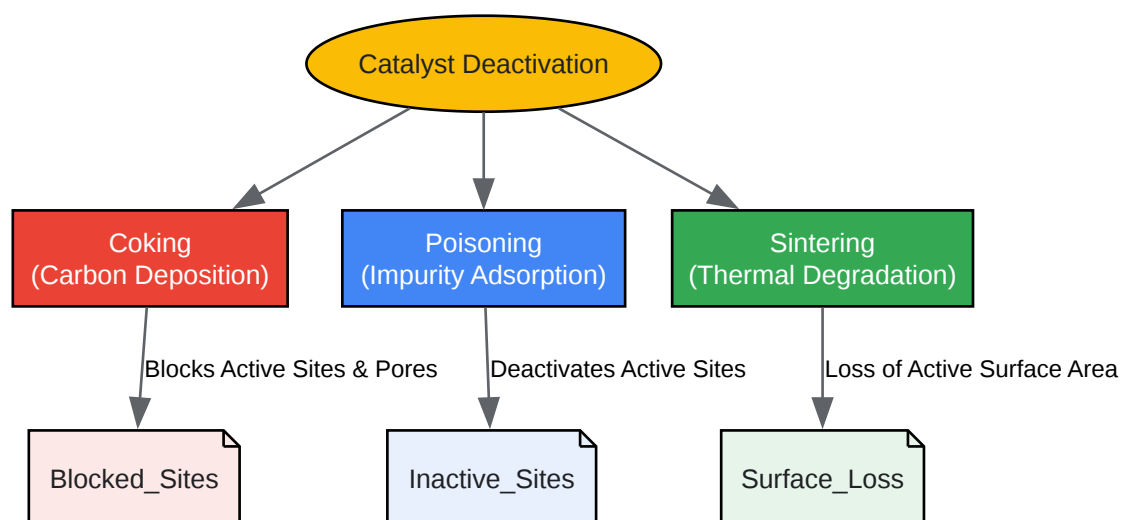 Catalyst Deactivation
Coking
(Carbon Deposition)
Poisoning
(Impurity Adsorption)
Sintering
(Thermal Degradation)
Blocks Active Sites & Pores
Deactivates Active Sites
Loss of Active Surface Area
Blocked_Sites
Inactive_Sites
Surface_Loss